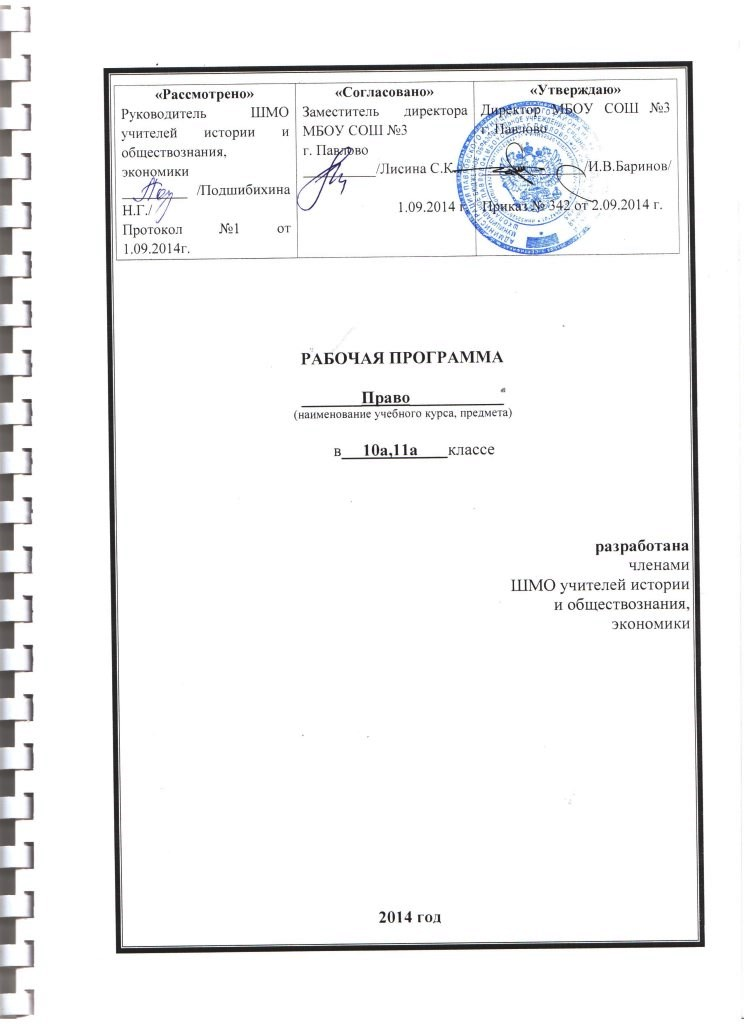 «Рассмотрено»
Руководитель ШМО
учителей истории и
обществознания,
экономики
/Подшибихина
Н.Г./
Протокол №1 от
1.09.2014г.
«Согласовано»
Заместитель директора
МБОУ СОШ №3
г. Павлово
/Лисина С.К
1.09.2014 г.
«Утверждаю»
Директор МБОУ СОШ №3
г. Павлово
/И.В.Баринов/
Приказ № 342 от 2.09.2014 г.
РАБОЧАЯ ПРОГРАММА
Право
(наименование учебного курса, предмета)
в 10а,11а классе
разработана
членами
ШМО учителей истории
и обществознания,
экономики
2014 год